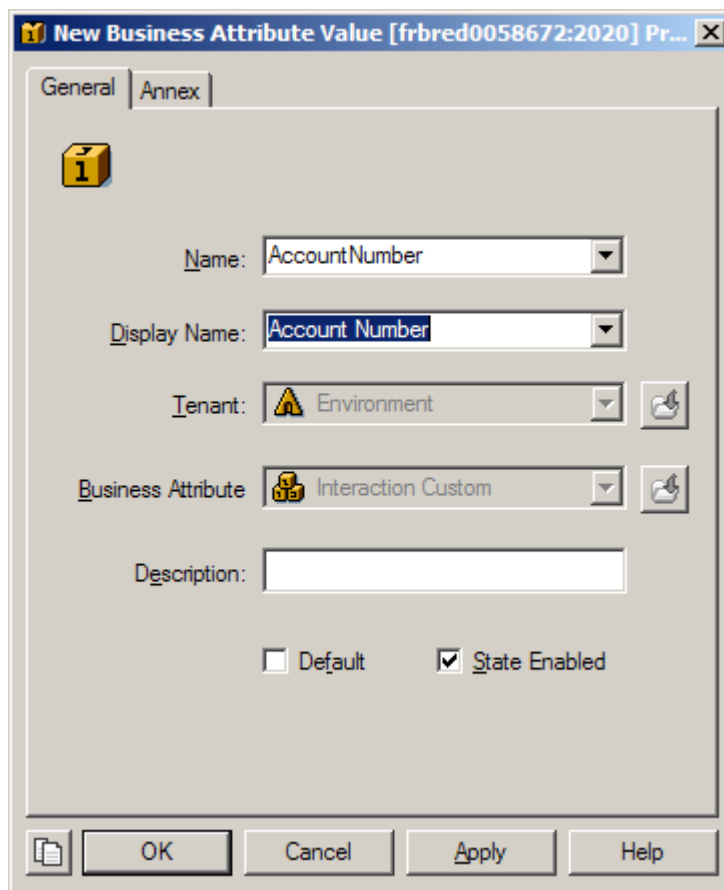 New Business Attribute Value [frbred0058672:2020] Pr...
General Annex
Name: AccountNumber
Display Name: Account Number
Tenant: Environment
Business Attribute Interaction Custom
Description:
Default State Enabled
OK Cancel Apply Help